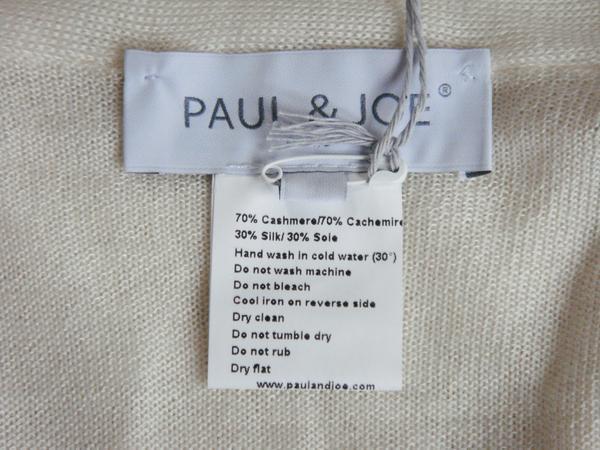 PAUL & JOE®
70% Cashmere/70% Cachemire
30% Silk/ 30% Soie
Hand wash in cold water (30°)
Do not wash machine
Do not bleach
Cool iron on reverse side
Dry clean
Do not tumble dry
Do not rub
Dry flat
www.paulandjoe.com